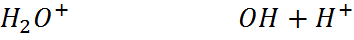 H₂O⁺ OH + H⁺